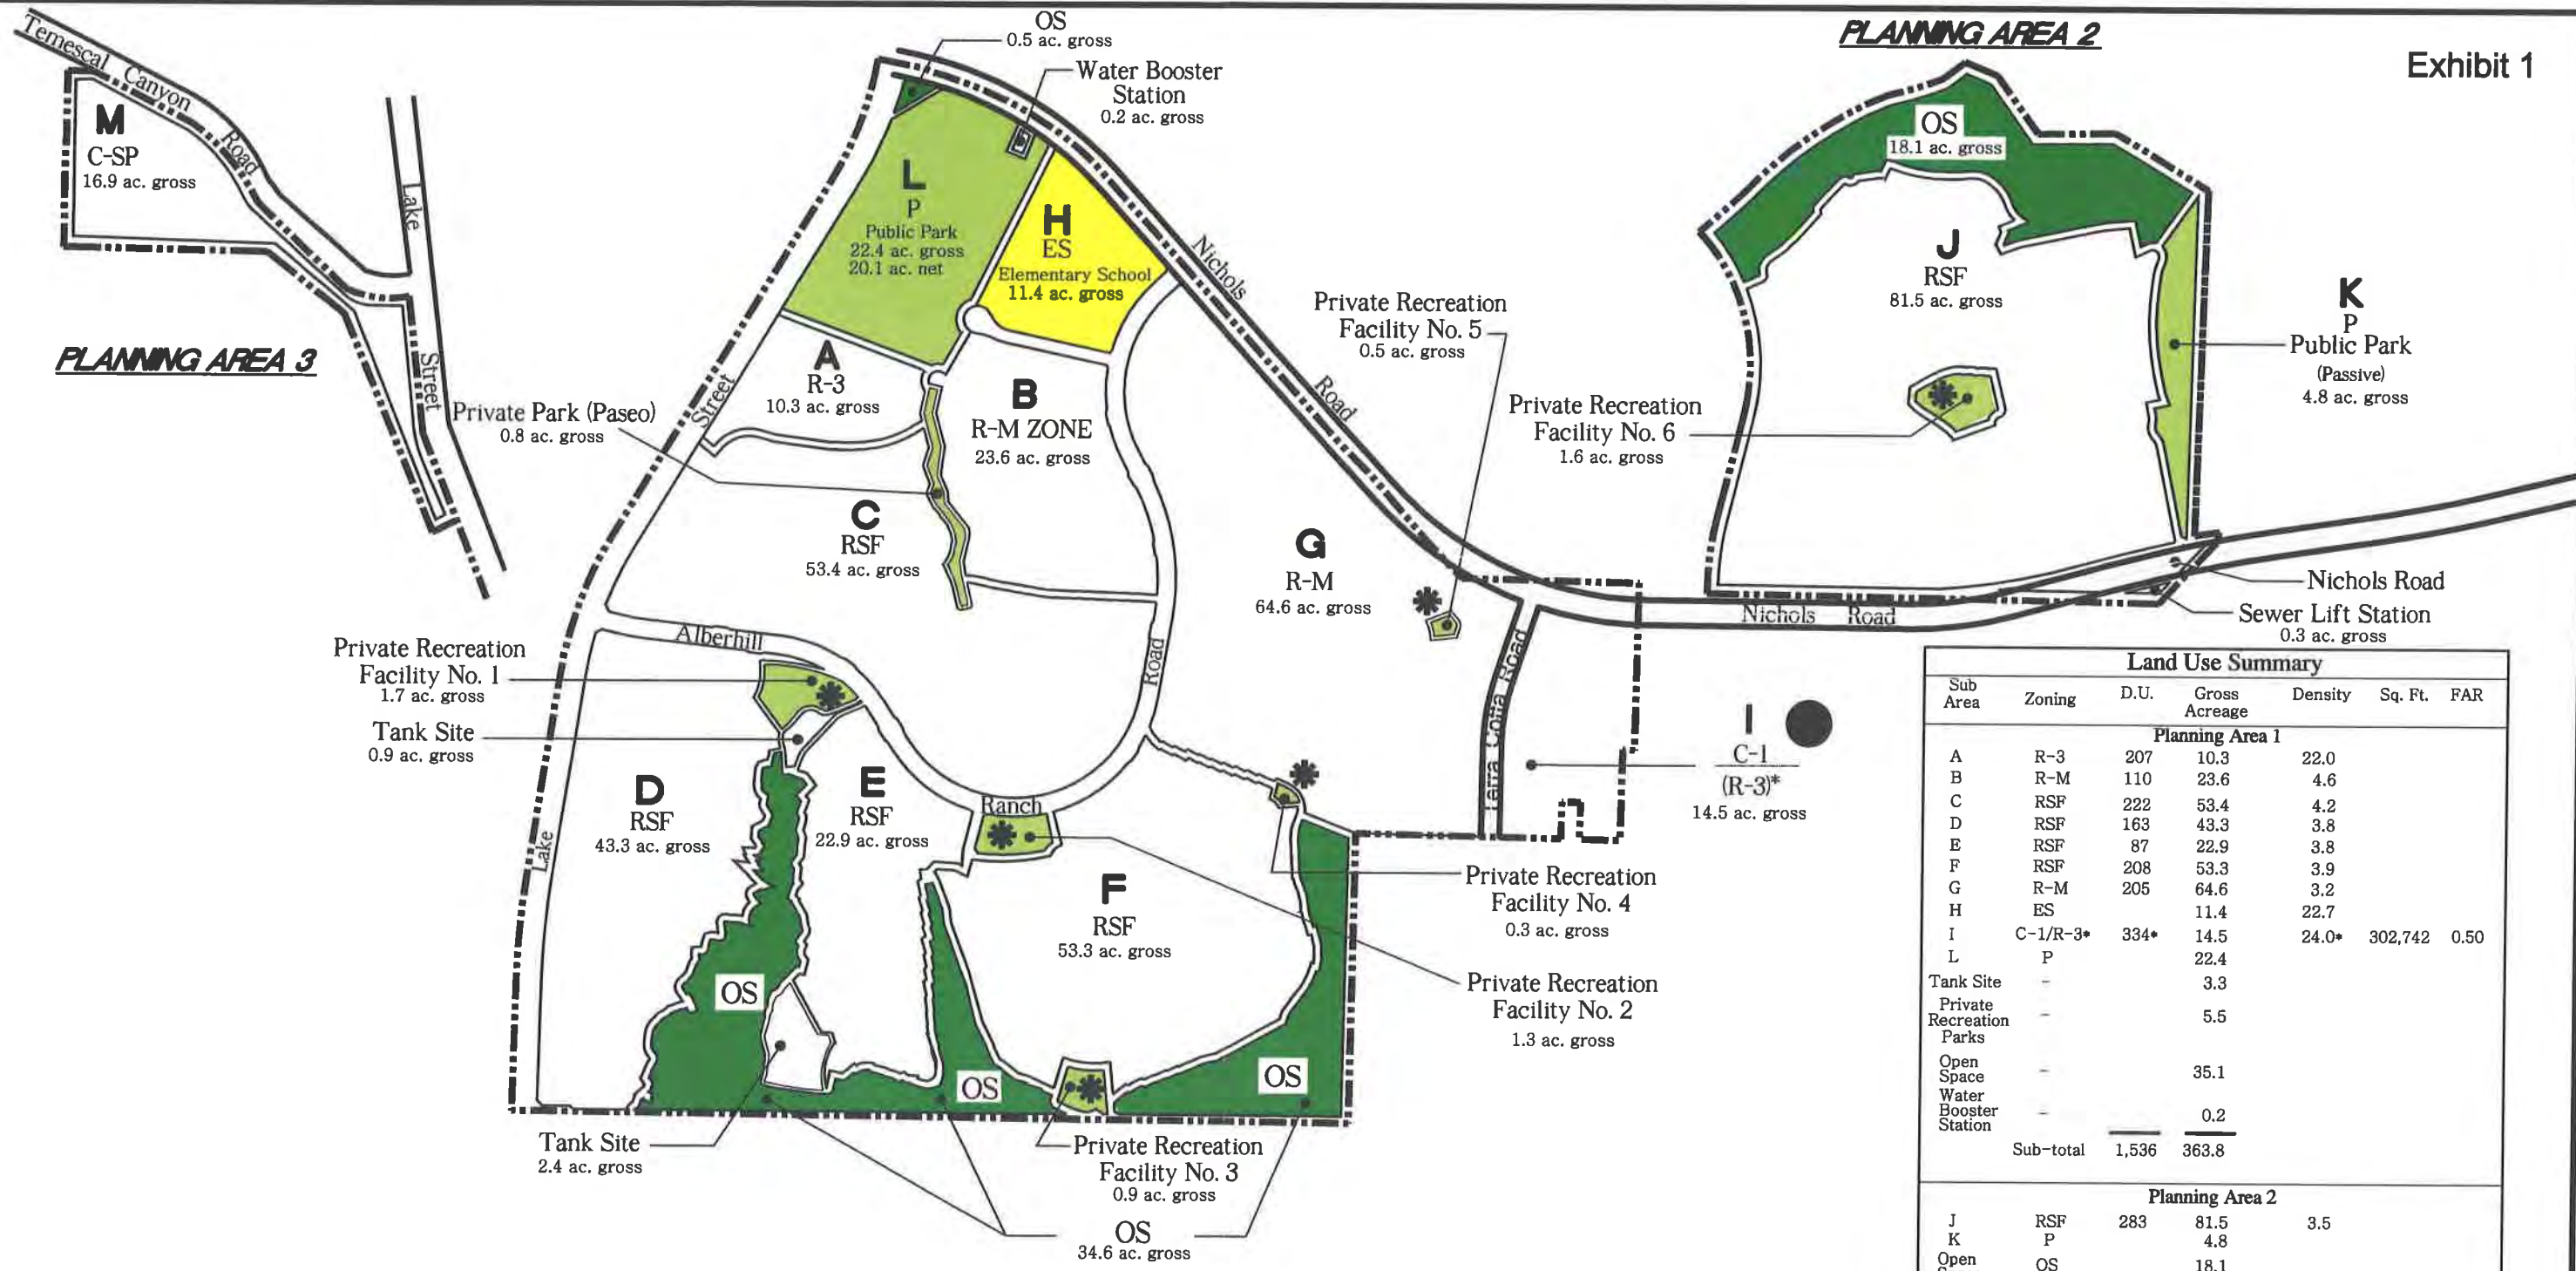 Exhibit 1
PLANNING AREA 2
PLANNING AREA 3
Temescal Canyon Road
Lake Street
M
C-SP
16.9 ac. gross
OS
0.5 ac. gross
Water Booster
Station
0.2 ac. gross
L
P
Public Park
22.4 ac. gross
20.1 ac. net
H
ES
Elementary School
11.4 ac. gross
Nichols Road
A
R-3
10.3 ac. gross
B
R-M ZONE
23.6 ac. gross
Private Park (Paseo)
0.8 ac. gross
C
RSF
53.4 ac. gross
Lake Street
Alberhill Ranch Road
Private Recreation
Facility No. 1
1.7 ac. gross
Tank Site
0.9 ac. gross
D
RSF
43.3 ac. gross
E
RSF
22.9 ac. gross
F
RSF
53.3 ac. gross
G
R-M
64.6 ac. gross
Private Recreation
Facility No. 5
0.5 ac. gross
Private Recreation
Facility No. 6
1.6 ac. gross
OS
18.1 ac. gross
J
RSF
81.5 ac. gross
K
P
Public Park
(Passive)
4.8 ac. gross
Nichols Road
Nichols Road
Sewer Lift Station
0.3 ac. gross
Terra Cotta Road
I
C-1
(R-3)*
14.5 ac. gross
Private Recreation
Facility No. 4
0.3 ac. gross
Private Recreation
Facility No. 2
1.3 ac. gross
OS
OS
OS
Tank Site
2.4 ac. gross
Private Recreation
Facility No. 3
0.9 ac. gross
OS
34.6 ac. gross
Land Use Summary
Sub Area Zoning D.U. Gross Acreage Density Sq. Ft. FAR
Planning Area 1
A R-3 207 10.3 22.0
B R-M 110 23.6 4.6
C RSF 222 53.4 4.2
D RSF 163 43.3 3.8
E RSF 87 22.9 3.8
F RSF 208 53.3 3.9
G R-M 205 64.6 3.2
H ES 11.4 22.7
I C-1/R-3* 334* 14.5 24.0* 302,742 0.50
L P 22.4
Tank Site - 3.3
Private Recreation Parks - 5.5
Open Space - 35.1
Water Booster Station - 0.2
Sub-total 1,536 363.8
Planning Area 2
J RSF 283 81.5 3.5
K P 4.8
Open OS 18.1